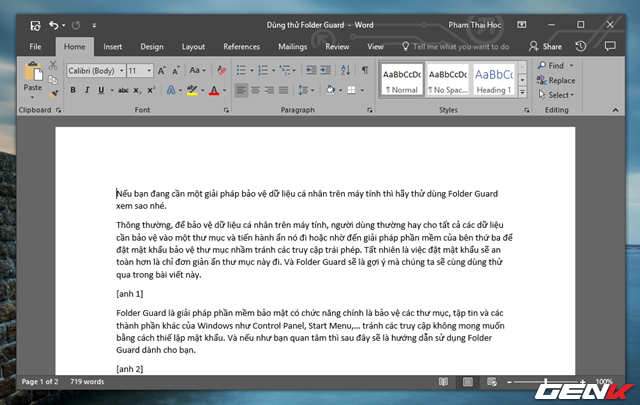 Dùng thử Folder Guard - Word
Pham Thai Hoc
File Home Insert Design Layout References Mailings Review View Tell me what you want to do Share
Paste
Calibri (Body) 11
Find
Replace
Select
AaBbCcDc AaBbCcDc AaBbCc
¶ Normal ¶ No Spac... Heading 1
Clipboard Font Paragraph Styles Editing
Nếu bạn đang cần một giải pháp bảo vệ dữ liệu cá nhân trên máy tính thì hãy thử dùng Folder Guard
xem sao nhé.
Thông thường, để bảo vệ dữ liệu cá nhân trên máy tính, người dùng thường hay cho tất cả các dữ liệu
cần bảo vệ vào một thư mục và tiến hành ẩn nó đi hoặc nhờ đến giải pháp phần mềm của bên thứ ba để
đặt mật khẩu bảo vệ thư mục nhằm tránh các truy cập trái phép. Tất nhiên là việc đặt mật khẩu sẽ an
toàn hơn là chỉ đơn giản ẩn thư mục này đi. Và Folder Guard sẽ là gợi ý mà chúng ta sẽ cùng dùng thử
qua trong bài viết này.
[anh 1]
Folder Guard là giải pháp phần mềm bảo mật có chức năng chính là bảo vệ các thư mục, tập tin và các
thành phần khác của Windows như Control Panel, Start Menu,... tránh các truy cập không mong muốn
bằng cách thiết lập mật khẩu. Và nếu như bạn quan tâm thì sau đây sẽ là hướng dẫn sử dụng Folder
Guard dành cho bạn.
[anh 2]
Page 1 of 2 719 words 100%
GENK